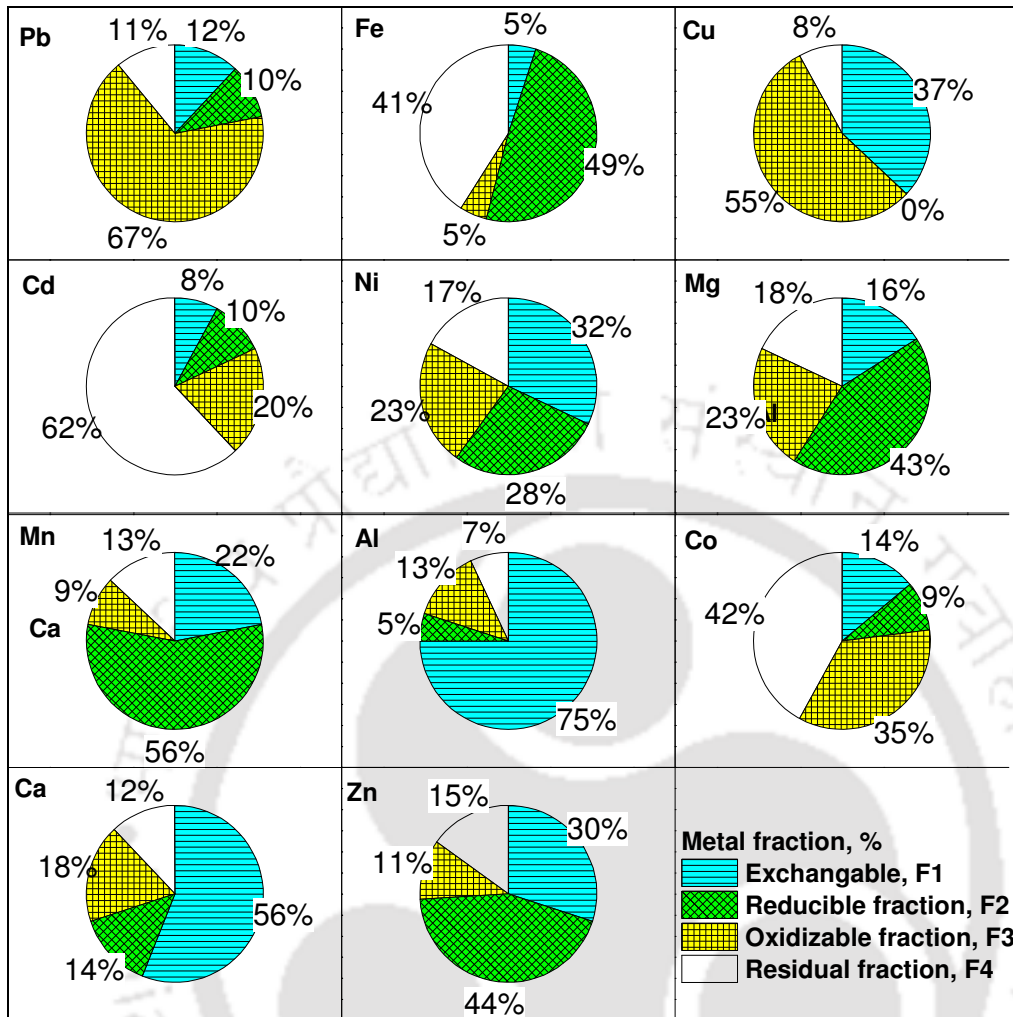 Pb
11%
12%
10%
67%
Fe
5%
41%
49%
5%
Cu
8%
37%
55%
0%
Cd
8%
10%
62%
20%
Ni
17%
32%
23%
28%
Mg
18%
16%
23%
43%
Mn
13%
22%
9%
Ca
56%
Al
7%
13%
5%
75%
Co
14%
42%
9%
35%
Ca
12%
18%
56%
14%
Zn
15%
30%
11%
44%
Metal fraction, %
Exchangable, F1
Reducible fraction, F2
Oxidizable fraction, F3
Residual fraction, F4